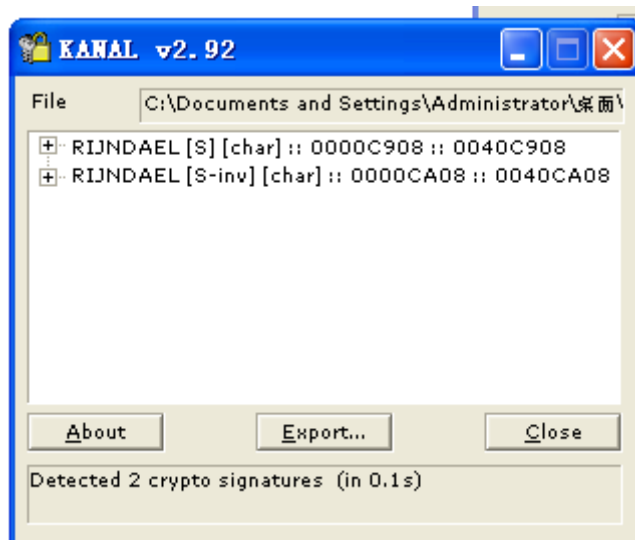 KANAL v2.92
File C:\Documents and Settings\Administrator\桌面\
RIJNDAEL [S] [char] :: 0000C908 :: 0040C908
RIJNDAEL [S-inv] [char] :: 0000CA08 :: 0040CA08
About Export... Close
Detected 2 crypto signatures (in 0.1s)